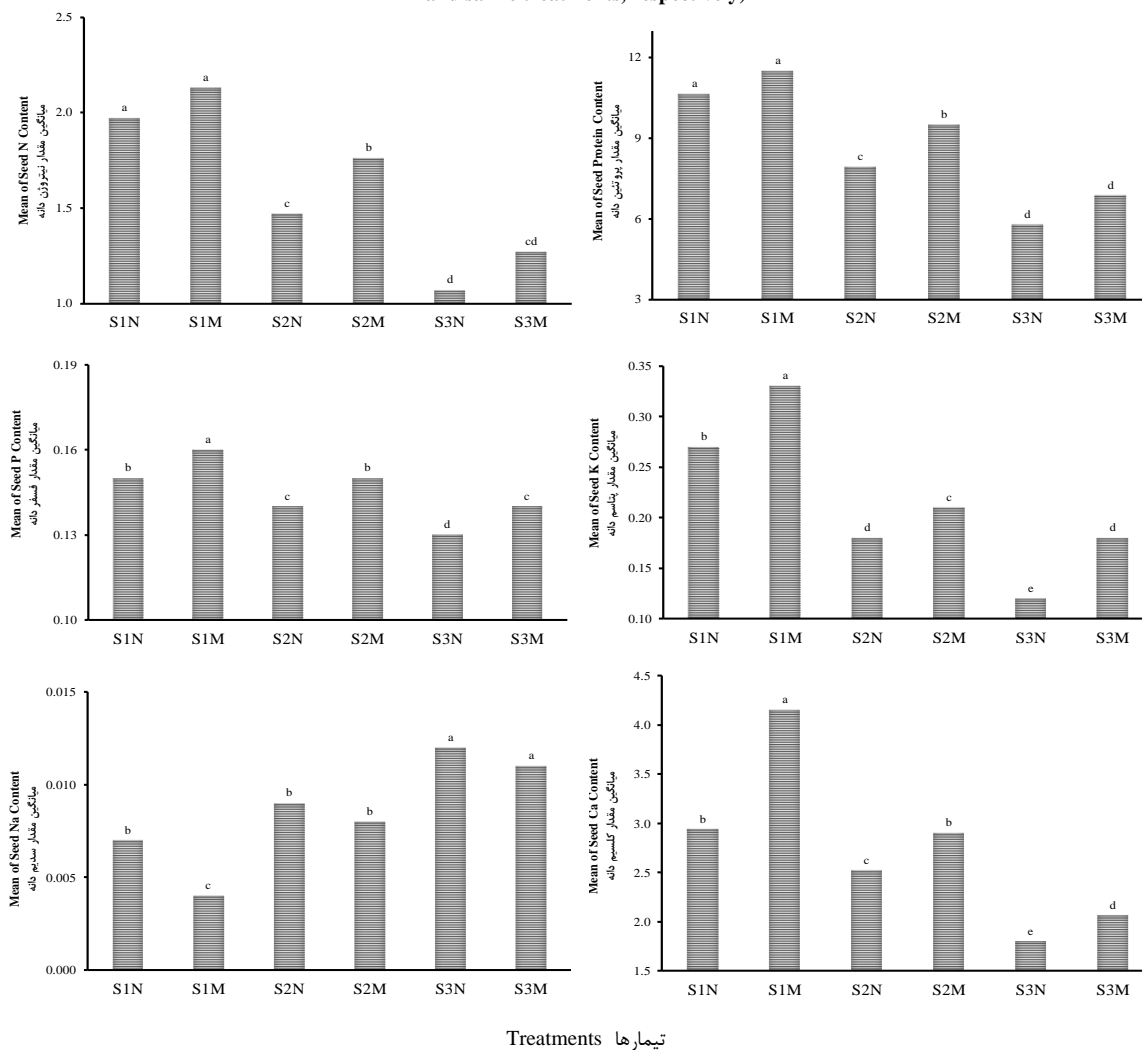 Mean of Seed N Content
میانگین مقدار نیتروژن دانه
2.5
2.0
1.5
1.0
a
a
c
b
d
cd
S1N S1M S2N S2M S3N S3M
Mean of Seed Protein Content
میانگین مقدار پروتئین دانه
12
9
6
3
a
a
c
b
d
d
S1N S1M S2N S2M S3N S3M
Mean of Seed P Content
میانگین مقدار فسفر دانه
0.19
0.16
0.13
0.10
b
a
c
b
d
c
S1N S1M S2N S2M S3N S3M
Mean of Seed K Content
میانگین مقدار پتاسم دانه
0.35
0.30
0.25
0.20
0.15
0.10
b
a
d
c
e
d
S1N S1M S2N S2M S3N S3M
Mean of Seed Na Content
میانگین مقدار سدیم دانه
0.015
0.010
0.005
0.000
b
c
b
b
a
a
S1N S1M S2N S2M S3N S3M
Mean of Seed Ca Content
میانگین مقدار کلسیم دانه
4.5
4.0
3.5
3.0
2.5
2.0
1.5
b
a
c
b
e
d
S1N S1M S2N S2M S3N S3M
Treatments تیمارها